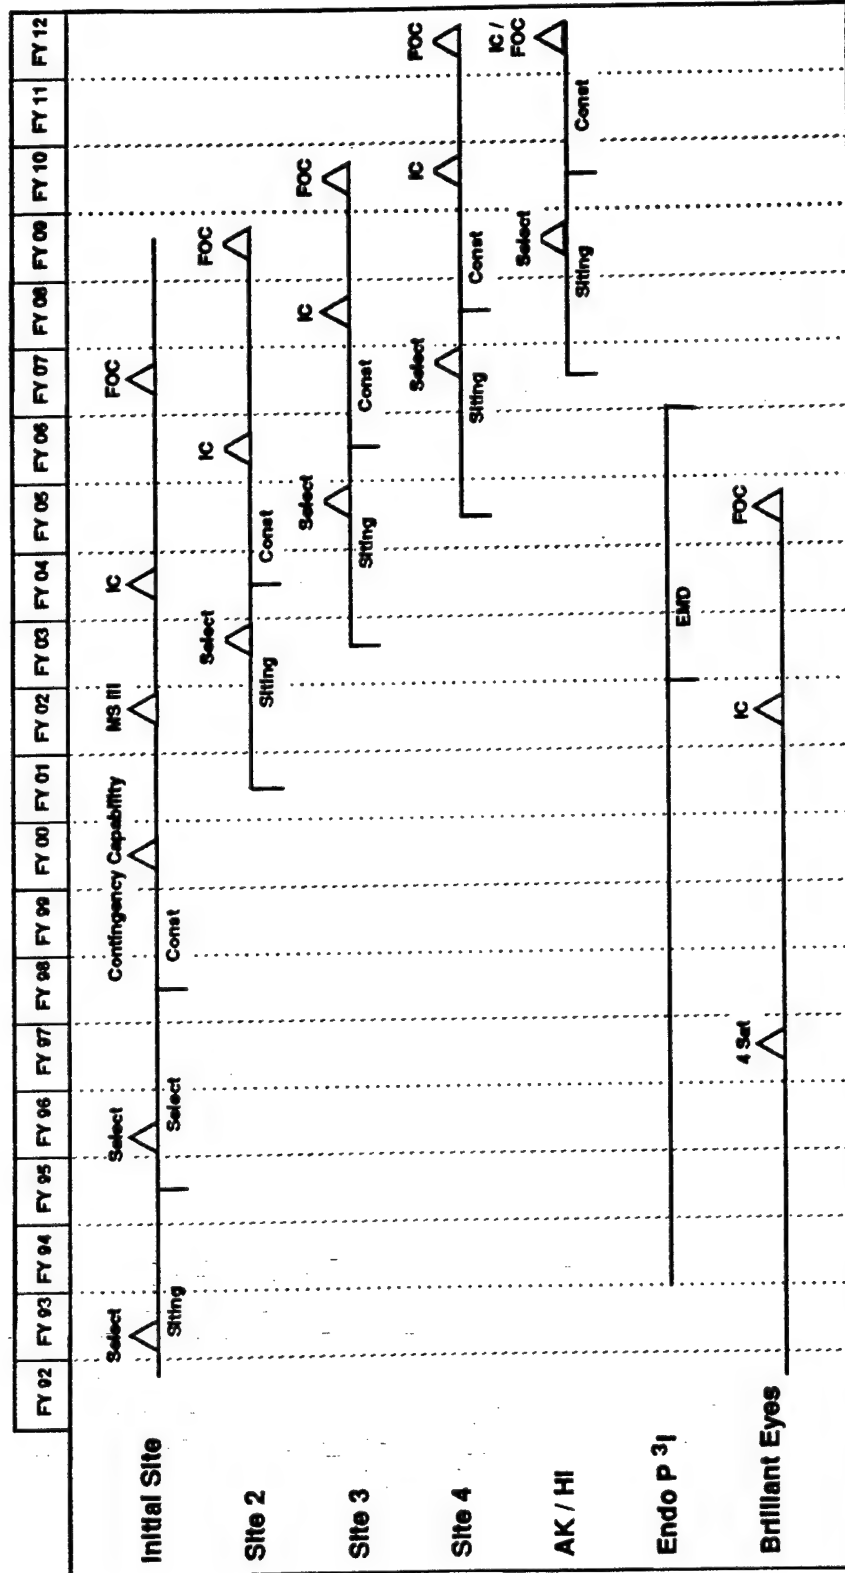 FY 92 FY 93 FY 94 FY 95 FY 96 FY 97 FY 98 FY 99 FY 00 FY 01 FY 02 FY 03 FY 04 FY 05 FY 06 FY 07 FY 08 FY 09 FY 10 FY 11 FY 12
Initial Site
Select Select Contingency Capability MS III IC FOC
Siting Select Const
Site 2
Select IC FOC
Siting Const
Site 3
Select IC FOC
Siting Const
Site 4
Select IC FOC
Siting Const
AK / HI
Select IC /
FOC
Siting Const
Endo P 3I
EMD
Brilliant Eyes
4 Sat IC FOC